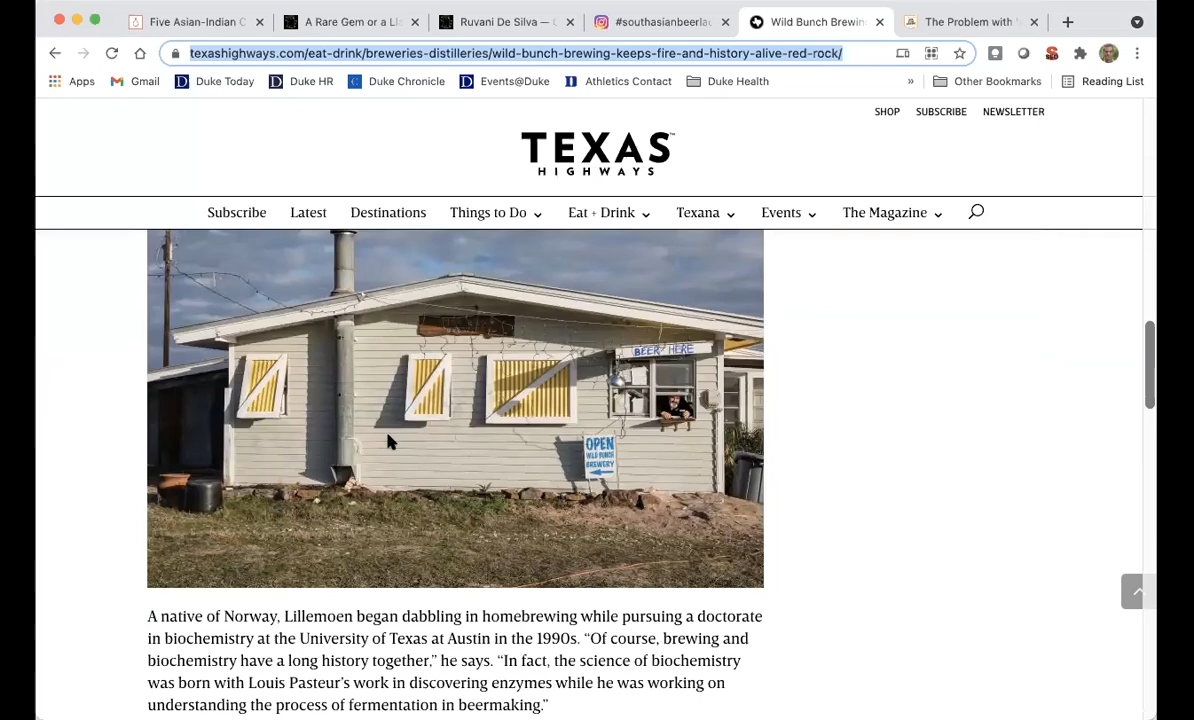 Five Asian-Indian C
A Rare Gem or a Li
Ruvani De Silva —
#southasianbeerlad
Wild Bunch Brewin
The Problem with
texashighways.com/eat-drink/breweries-distilleries/wild-bunch-brewing-keeps-fire-and-history-alive-red-rock/
Apps
Gmail
Duke Today
Duke HR
Duke Chronicle
Events@Duke
Athletics Contact
Duke Health
»
Other Bookmarks
Reading List
SHOP SUBSCRIBE NEWSLETTER
TEXAS
HIGHWAYS
Subscribe Latest Destinations Things to Do Eat + Drink Texana Events The Magazine
BEER HERE
OPEN
WILD BUNCH
BREWERY
A native of Norway, Lillemoen began dabbling in homebrewing while pursuing a doctorate
in biochemistry at the University of Texas at Austin in the 1990s. “Of course, brewing and
biochemistry have a long history together,” he says. “In fact, the science of biochemistry
was born with Louis Pasteur’s work in discovering enzymes while he was working on
understanding the process of fermentation in beermaking.”